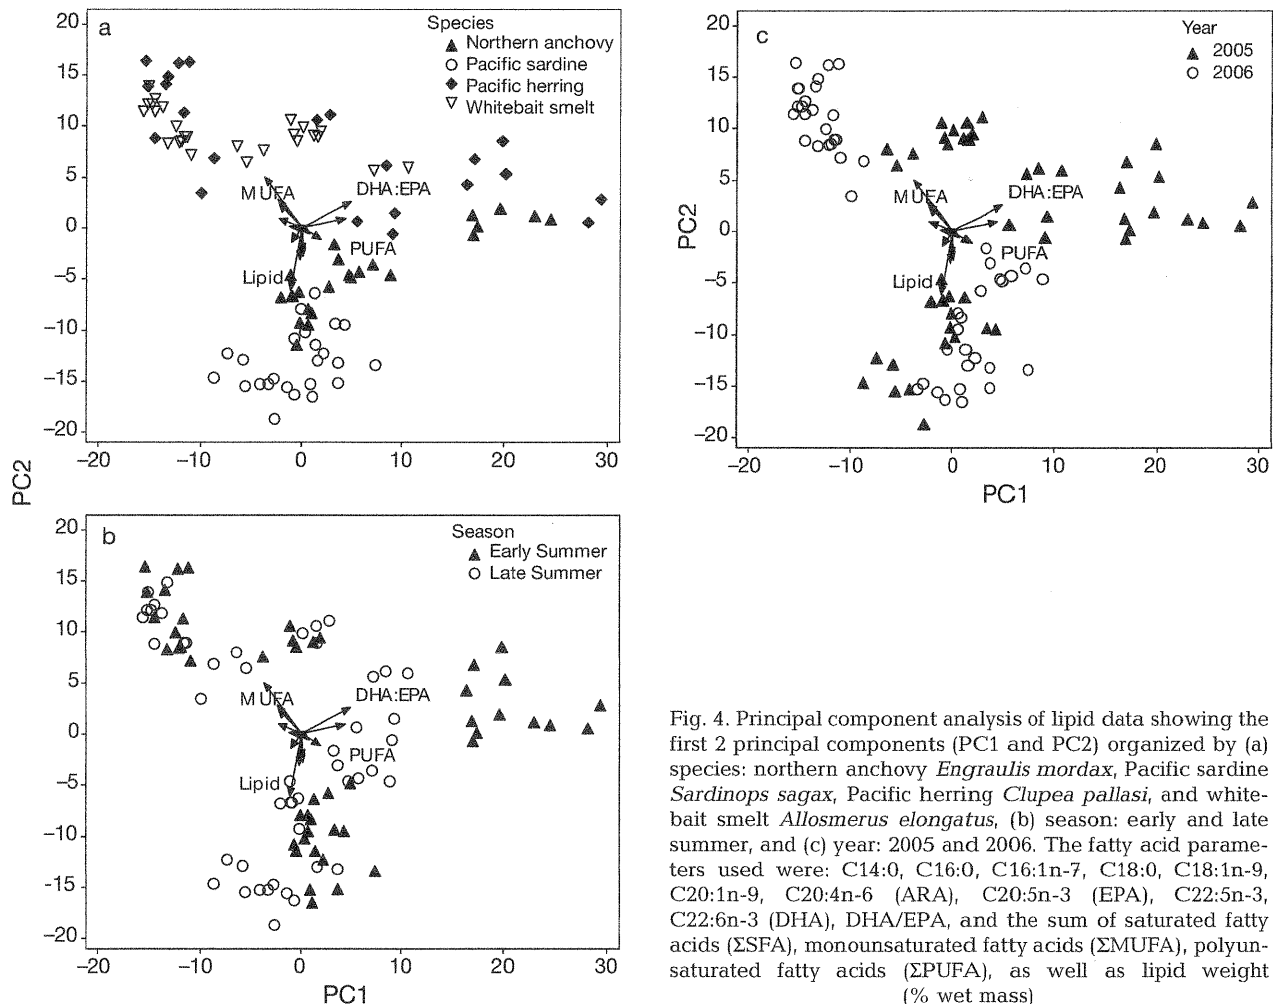 a
Species
Northern anchovy
Pacific sardine
Pacific herring
Whitebait smelt
20
15
10
5
0
−5
−10
−15
−20
MUFA
DHA:EPA
PUFA
Lipid
−20 −10 0 10 20 30
PC2
c
Year
2005
2006
20
15
10
5
0
−5
−10
−15
−20
PC2
MUFA
DHA:EPA
PUFA
Lipid
−20 −10 0 10 20 30
PC1
b
Season
Early Summer
Late Summer
20
15
10
5
0
−5
−10
−15
−20
MUFA
DHA:EPA
PUFA
Lipid
−20 −10 0 10 20 30
PC1
Fig. 4. Principal component analysis of lipid data showing the
first 2 principal components (PC1 and PC2) organized by (a)
species: northern anchovy Engraulis mordax, Pacific sardine
Sardinops sagax, Pacific herring Clupea pallasi, and white-
bait smelt Allosmerus elongatus, (b) season: early and late
summer, and (c) year: 2005 and 2006. The fatty acid parame-
ters used were: C14:0, C16:0, C16:1n-7, C18:0, C18:1n-9,
C20:1n-9, C20:4n-6 (ARA), C20:5n-3 (EPA), C22:5n-3,
C22:6n-3 (DHA), DHA/EPA, and the sum of saturated fatty
acids (ΣSFA), monounsaturated fatty acids (ΣMUFA), polyun-
saturated fatty acids (ΣPUFA), as well as lipid weight
(% wet mass)